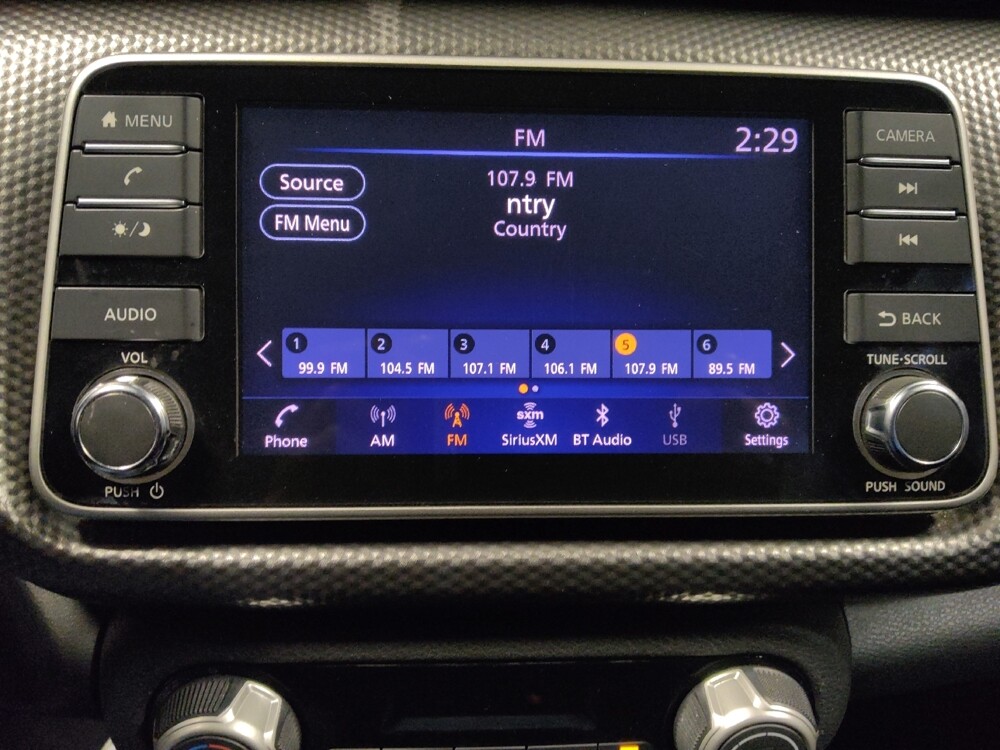 MENU
AUDIO
VOL
PUSH
FM
2:29
Source
107.9 FM
ntry
FM Menu
Country
1
2
3
4
5
6
99.9 FM
104.5 FM
107.1 FM
106.1 FM
107.9 FM
89.5 FM
sxm
Phone
AM
FM
SiriusXM
BT Audio
USB
Settings
CAMERA
BACK
TUNE·SCROLL
PUSH SOUND